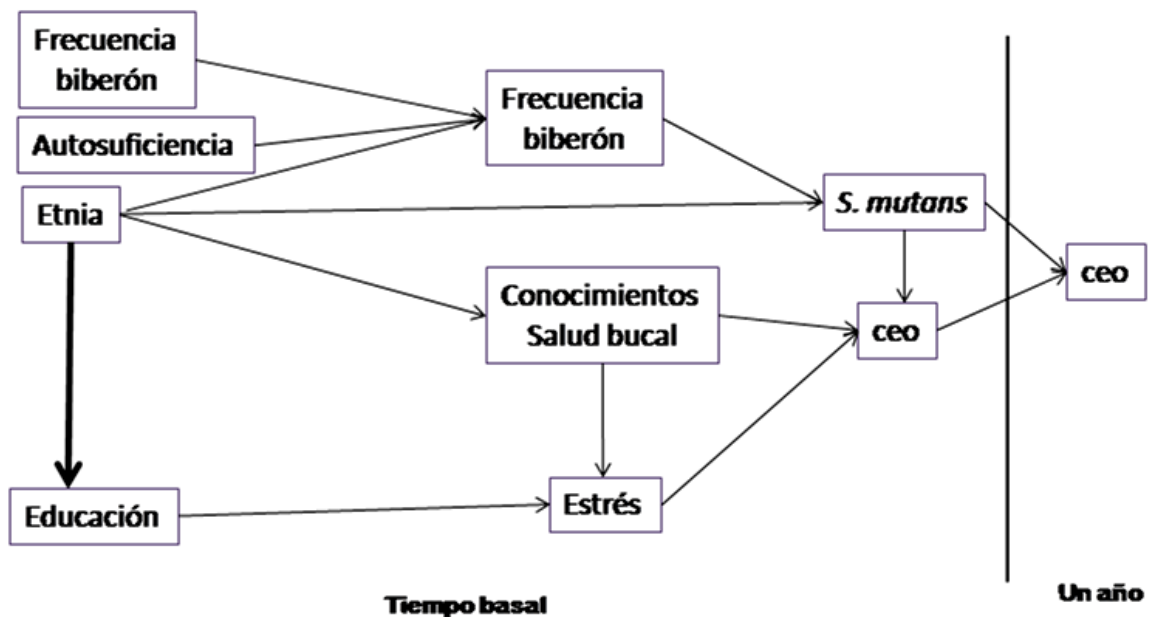 Frecuencia
biberón
Autosuficiencia
Etnia
Educación
Frecuencia
biberón
Conocimientos
Salud bucal
Estrés
S. mutans
ceo
ceo
Tiempo basal
Un año